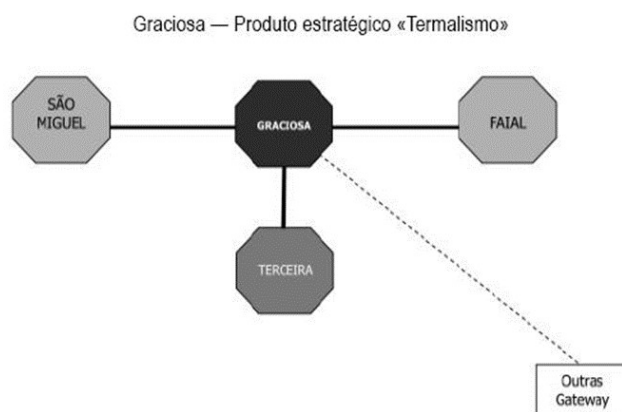 Graciosa — Produto estratégico «Termalismo»
SÃO
MIGUEL
GRACIOSA
FAIAL
TERCEIRA
Outras
Gateway